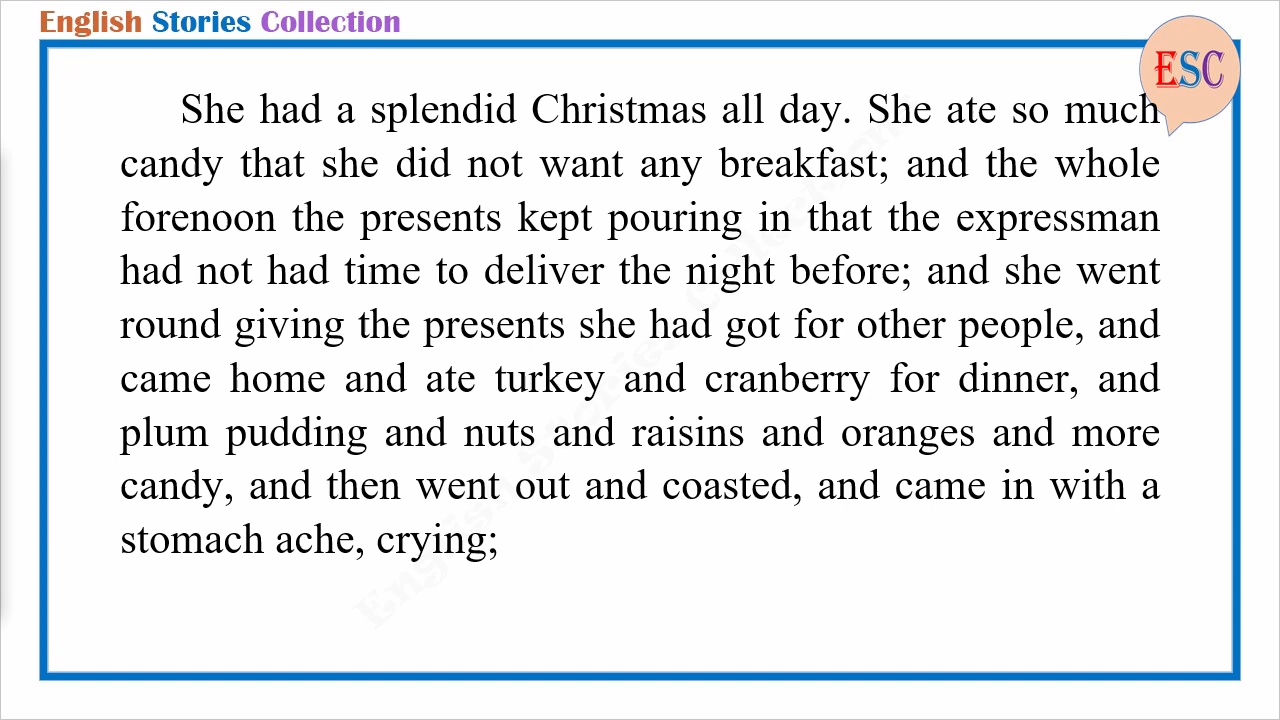 English Stories Collection
ESC
She had a splendid Christmas all day. She ate so much
candy that she did not want any breakfast; and the whole
forenoon the presents kept pouring in that the expressman
had not had time to deliver the night before; and she went
round giving the presents she had got for other people, and
came home and ate turkey and cranberry for dinner, and
plum pudding and nuts and raisins and oranges and more
candy, and then went out and coasted, and came in with a
stomach ache, crying;
English Stories Collection